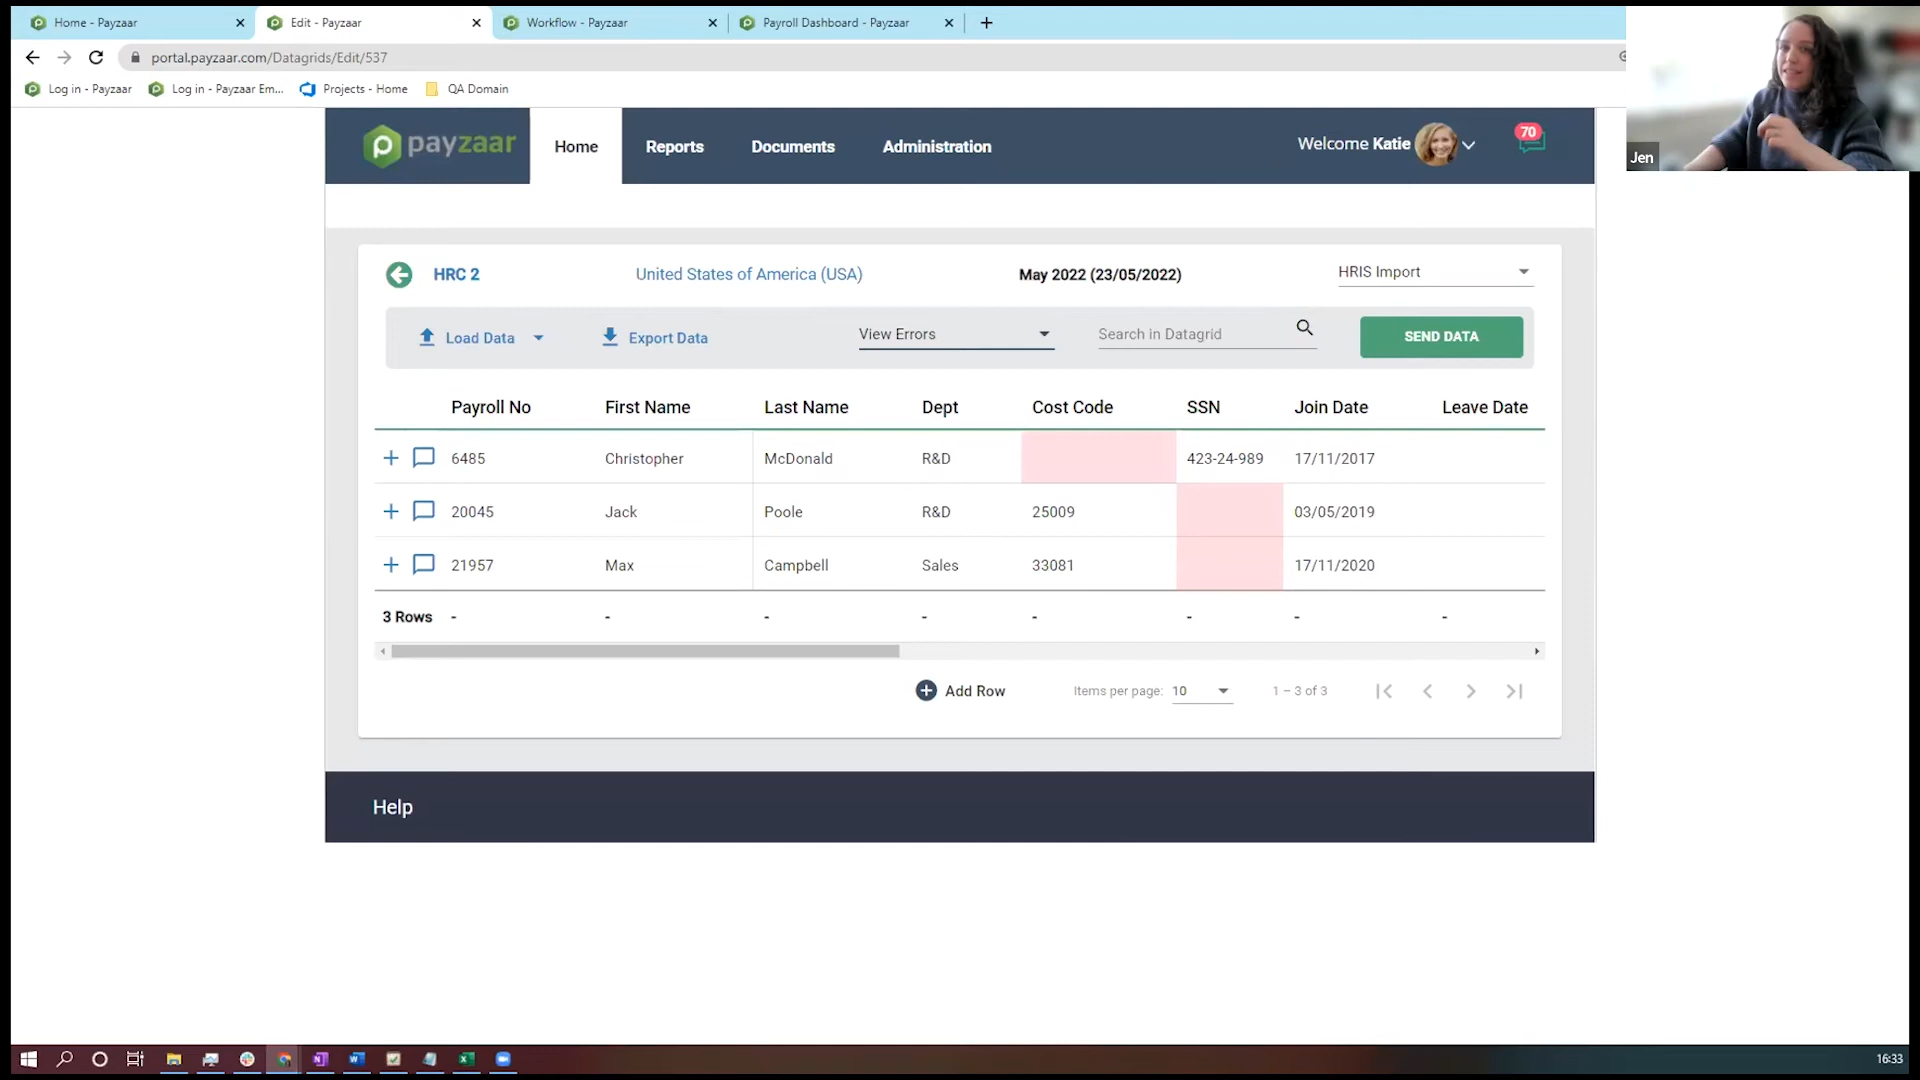 Home - Payzaar
Edit - Payzaar
Workflow - Payzaar
Payroll Dashboard - Payzaar
portal.payzaar.com/Datagrids/Edit/537
Log in - Payzaar
Log in - Payzaar Em...
Projects - Home
QA Domain
Jen
payzaar
Home
Reports
Documents
Administration
Welcome Katie
70
HRC 2
United States of America (USA)
May 2022 (23/05/2022)
HRIS Import
Load Data
Export Data
View Errors
Search in Datagrid
SEND DATA
Payroll No First Name Last Name Dept Cost Code SSN Join Date Leave Date
6485 Christopher McDonald R&D 423-24-989 17/11/2017
20045 Jack Poole R&D 25009 03/05/2019
21957 Max Campbell Sales 33081 17/11/2020
3 Rows - - - - - - - -
Add Row
Items per page: 10
1 – 3 of 3
Help
16:33